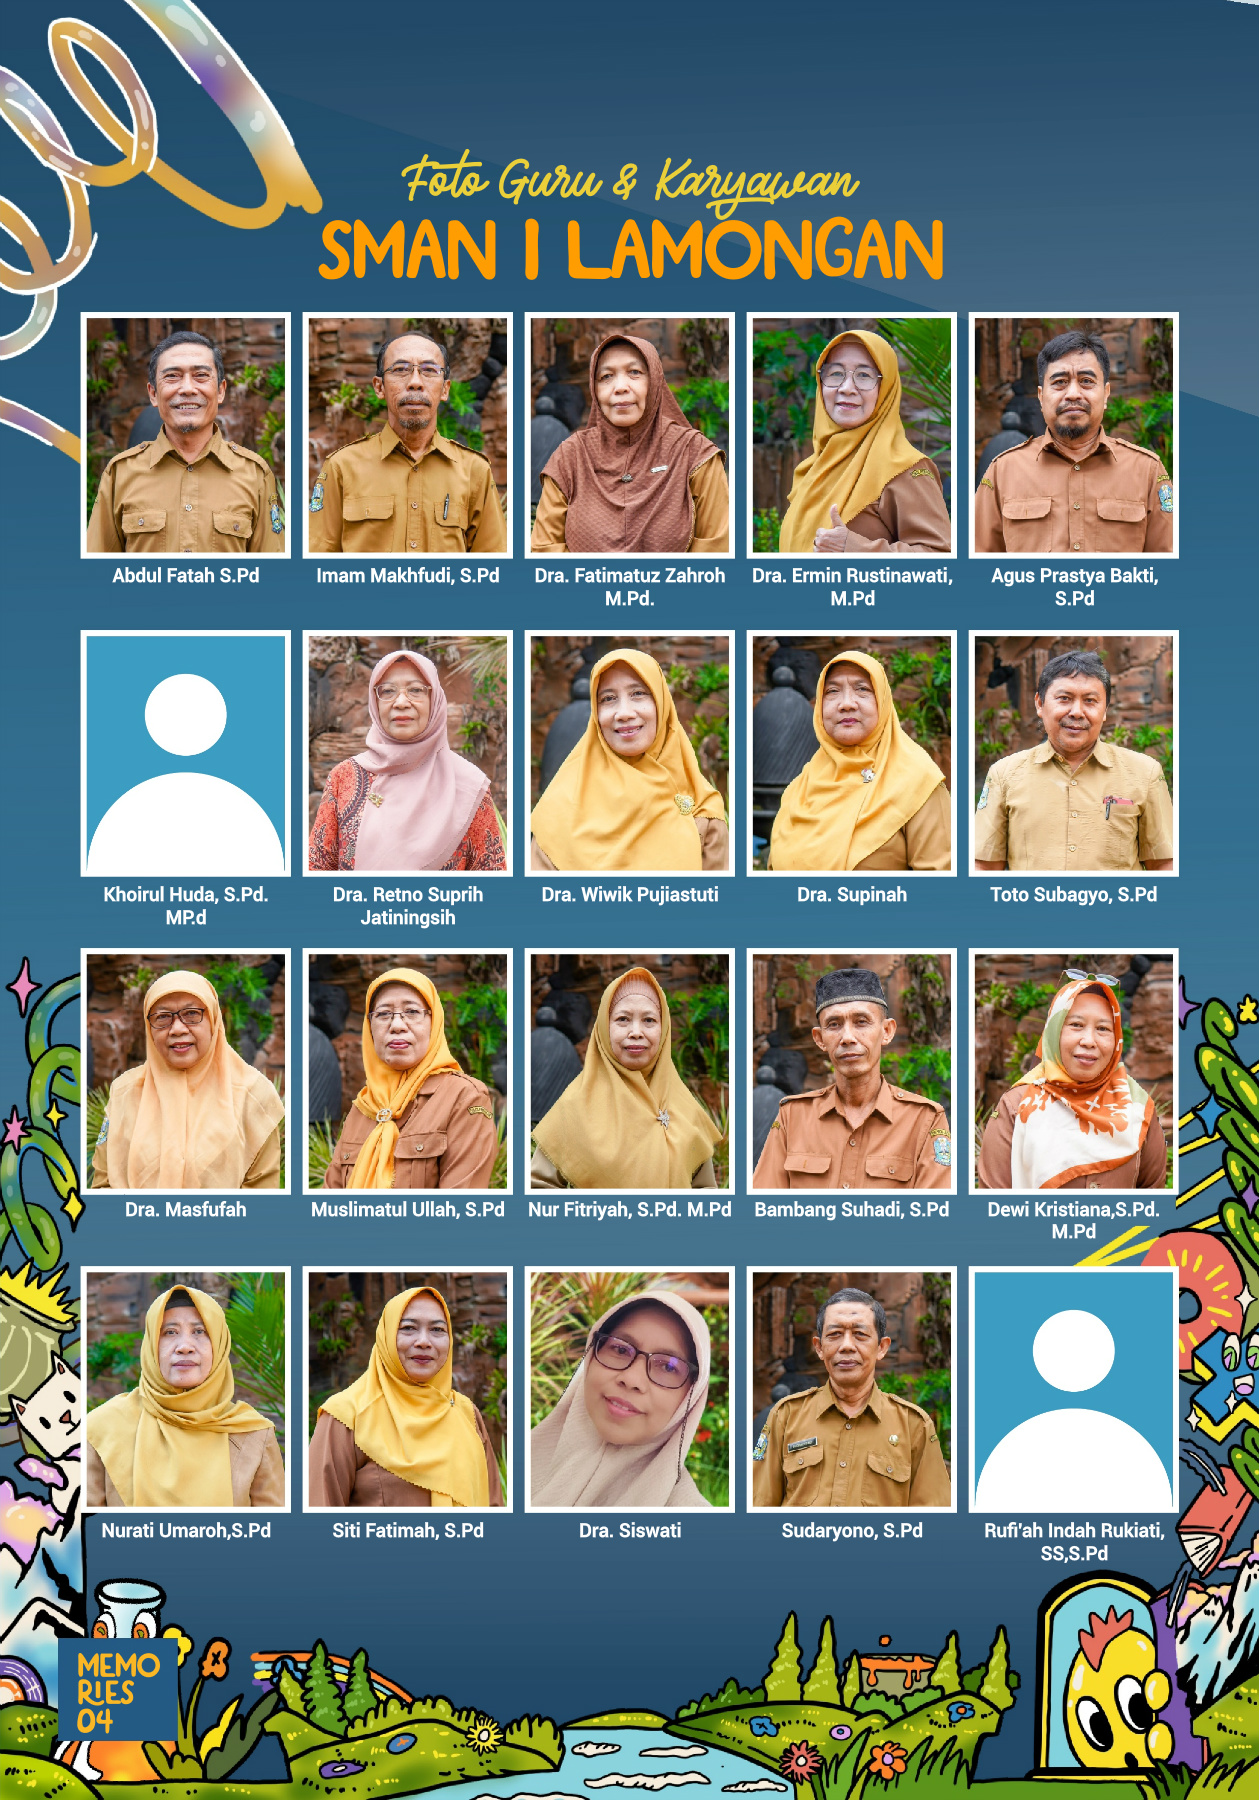 Foto Guru & Karyawan
SMAN 1 LAMONGAN
Abdul Fatah S.Pd
Imam Makhfudi, S.Pd
Dra. Fatimatuz Zahroh
M.Pd.
Dra. Ermin Rustinawati,
M.Pd
Agus Prastya Bakti,
S.Pd
Khoirul Huda, S.Pd.
MP.d
Dra. Retno Suprih
Jatiningsih
Dra. Wiwik Pujiastuti
Dra. Supinah
Toto Subagyo, S.Pd
Dra. Masfufah
Muslimatul Ullah, S.Pd
Nur Fitriyah, S.Pd. M.Pd
Bambang Suhadi, S.Pd
Dewi Kristiana,S.Pd.
M.Pd
Nurati Umaroh,S.Pd
Siti Fatimah, S.Pd
Dra. Siswati
Sudaryono, S.Pd
Rufi'ah Indah Rukiati,
SS,S.Pd
MEMO
RIES
04